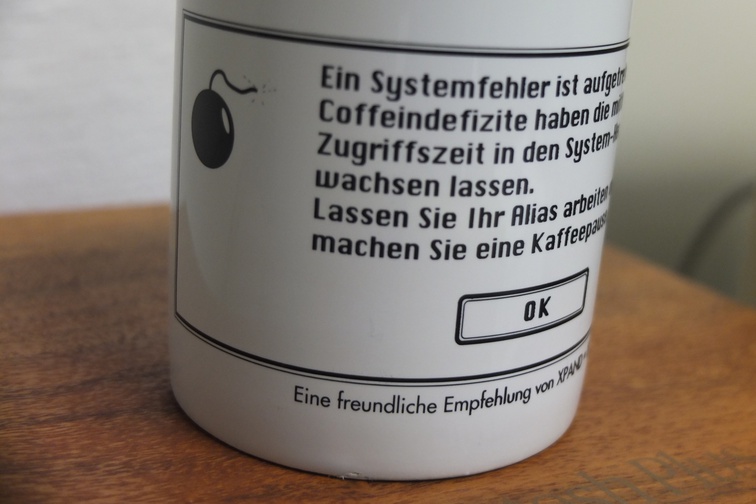 Ein Systemfehler ist
Coffeindefizite haben die
Zugriffszeit in den
wachsen lassen.
Lassen Sie Ihr Alias arbeiten
machen Sie eine
OK
Eine freundliche Empfehlung von XPAND